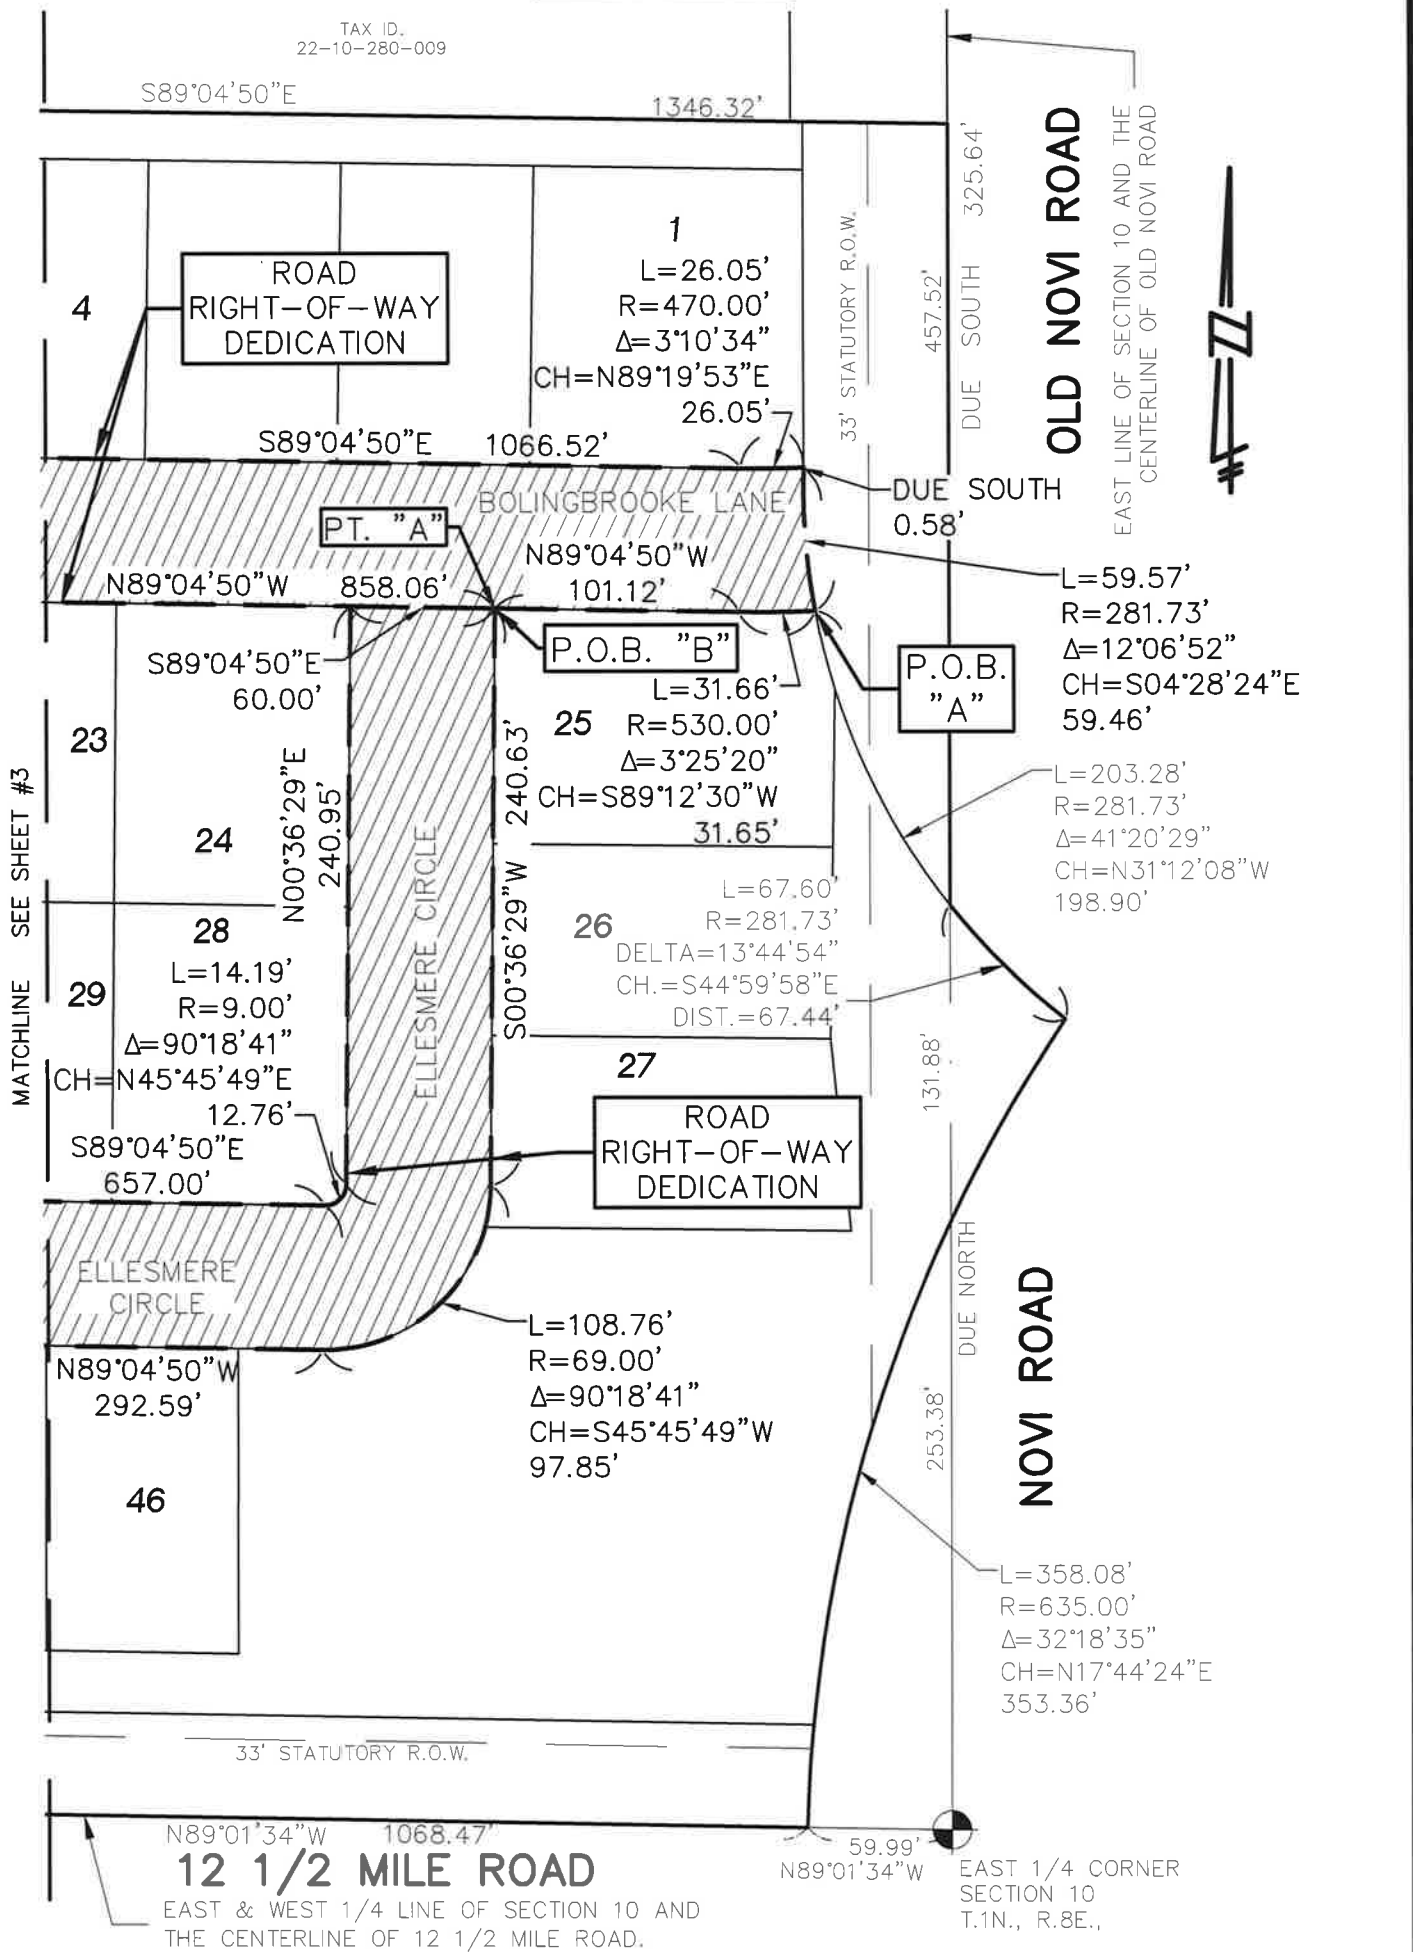 TAX ID.
22-10-280-009
S89°04'50"E
1346.32'
325.64'
DUE SOUTH
457.52'
OLD NOVI ROAD
EAST LINE OF SECTION 10 AND THE
CENTERLINE OF OLD NOVI ROAD
33' STATUTORY R.O.W.
N
1
L=26.05'
R=470.00'
Δ=3°10'34"
CH=N89°19'53"E
26.05'
4
ROAD
RIGHT-OF-WAY
DEDICATION
S89°04'50"E
1066.52'
BOLINGBROOKE LANE
DUE SOUTH
0.58'
PT. "A"
N89°04'50"W
101.12'
N89°04'50"W
858.06'
L=59.57'
R=281.73'
Δ=12°06'52"
CH=S04°28'24"E
59.46'
S89°04'50"E
60.00'
P.O.B. "B"
P.O.B.
"A"
L=31.66'
R=530.00'
Δ=3°25'20"
CH=S89°12'30"W
31.65'
23
25
24
N00°36'29"E
240.95'
ELLESMERE CIRCLE
S00°36'29"W 240.63'
L=203.28'
R=281.73'
Δ=41°20'29"
CH=N31°12'08"W
198.90'
MATCHLINE SEE SHEET #3
26
L=67.60'
R=281.73'
DELTA=13°44'54"
CH.=S44°59'58"E
DIST.=67.44'
28
29
L=14.19'
R=9.00'
Δ=90°18'41"
CH=N45°45'49"E
12.76'
27
131.88'
ROAD
RIGHT-OF-WAY
DEDICATION
S89°04'50"E
657.00'
ELLESMERE
CIRCLE
DUE NORTH
NOVI ROAD
L=108.76'
R=69.00'
Δ=90°18'41"
CH=S45°45'49"W
97.85'
N89°04'50"W
292.59'
253.38'
46
L=358.08'
R=635.00'
Δ=32°18'35"
CH=N17°44'24"E
353.36'
33' STATUTORY R.O.W.
N89°01'34"W
1068.47'
59.99'
N89°01'34"W
12 1/2 MILE ROAD
EAST & WEST 1/4 LINE OF SECTION 10 AND
THE CENTERLINE OF 12 1/2 MILE ROAD.
EAST 1/4 CORNER
SECTION 10
T.1N., R.8E.,